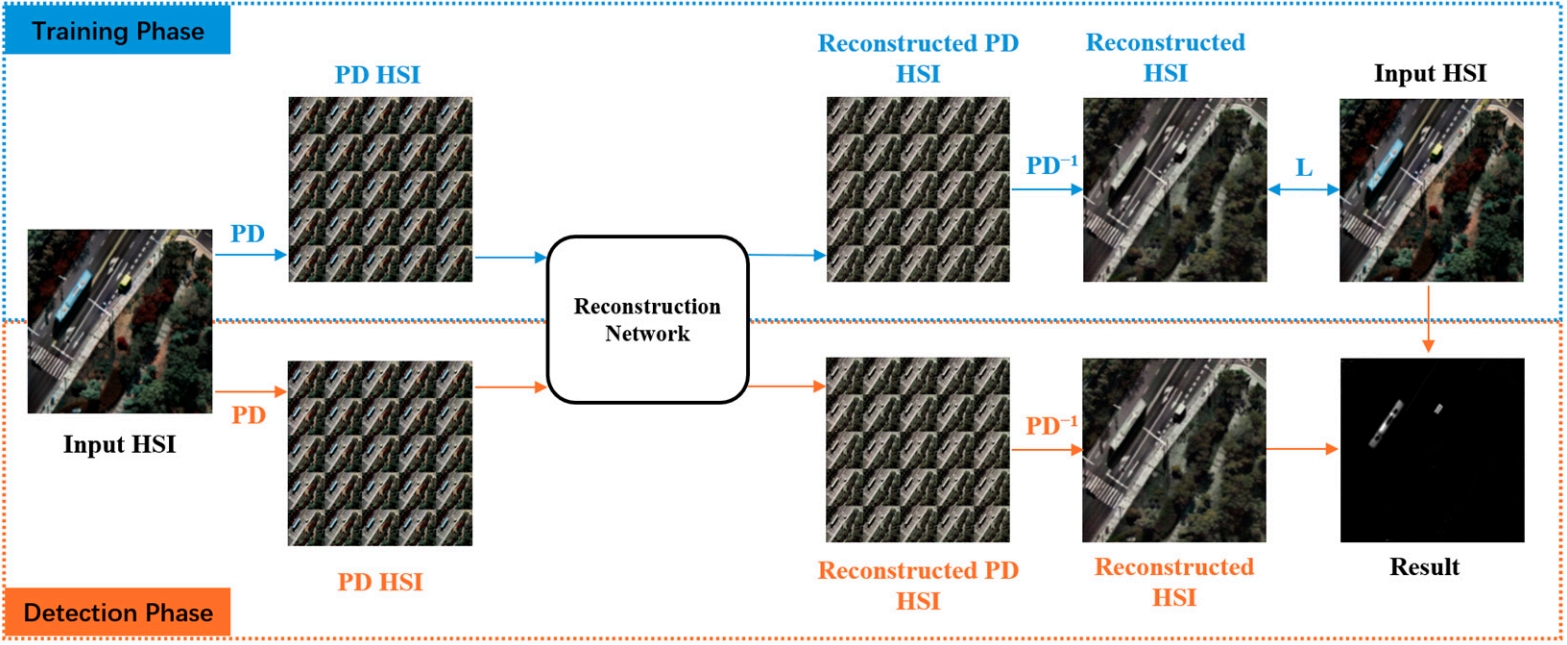 Training Phase
PD HSI
Reconstructed PD
HSI
Reconstructed
HSI
Input HSI
PD
PD⁻¹
L
Reconstruction
Network
Input HSI
PD
PD⁻¹
PD HSI
Reconstructed PD
HSI
Reconstructed
HSI
Result
Detection Phase